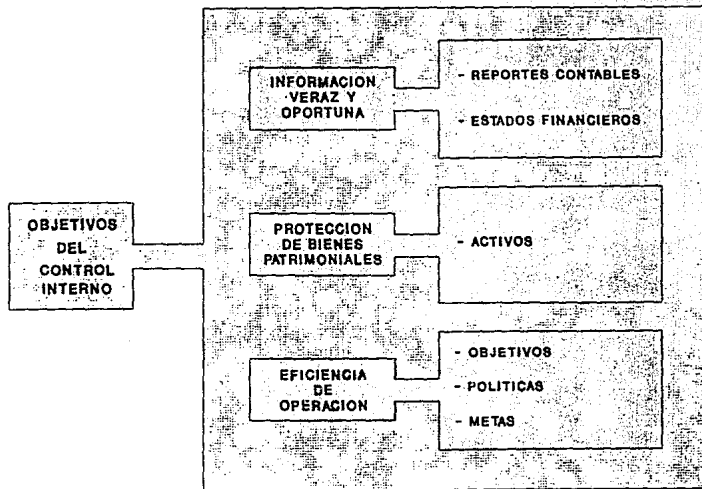 OBJETIVOS
DEL
CONTROL
INTERNO
INFORMACION
VERAZ Y
OPORTUNA
- REPORTES CONTABLES
- ESTADOS FINANCIEROS
PROTECCION
DE BIENES
PATRIMONIALES
- ACTIVOS
EFICIENCIA
DE
OPERACION
- OBJETIVOS
- POLITICAS
- METAS